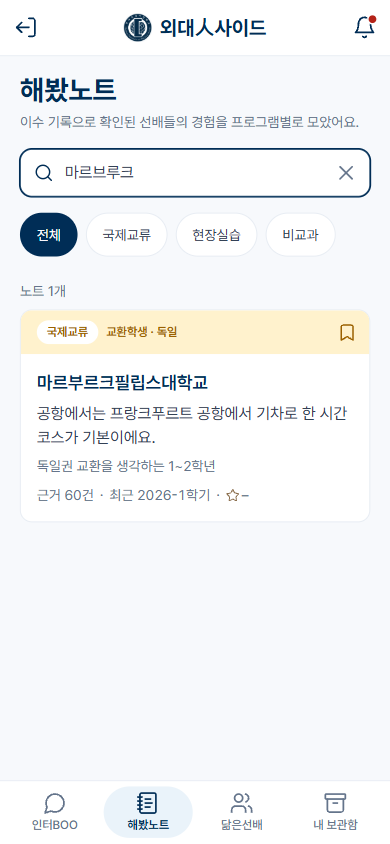 외대人사이드
해봤노트
이수 기록으로 확인된 선배들의 경험을 프로그램별로 모았어요.
마르브루크
전체 국제교류 현장실습 비교과
노트 1개
국제교류 교환학생 · 독일
마르부르크필립스대학교
공항에서는 프랑크푸르트 공항에서 기차로 한 시간
코스가 기본이에요.
독일권 교환을 생각하는 1~2학년
근거 60건 · 최근 2026-1학기 · ☆–
인터BOO 해봤노트 닮은선배 내 보관함